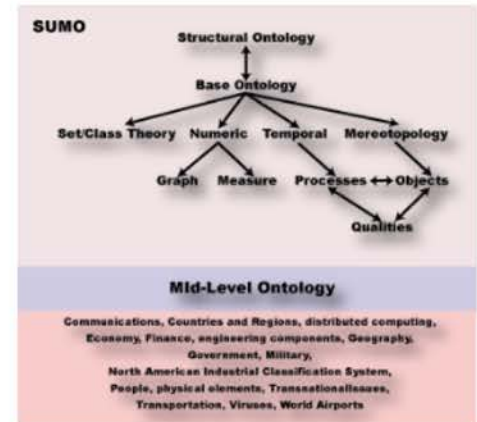 SUMO
Structural Ontology
Base Ontology
Set/Class Theory Numeric Temporal Mereotopology
Graph Measure Processes Objects
Qualities
MId-Level Ontology
Communications, Countries and Regions, distributed computing,
Economy, Finance, engineering components, Geography,
Government, Military,
North American Industrial Classification System,
People, physical elements, TransnationalIssues,
Transportation, Viruses, World Airports